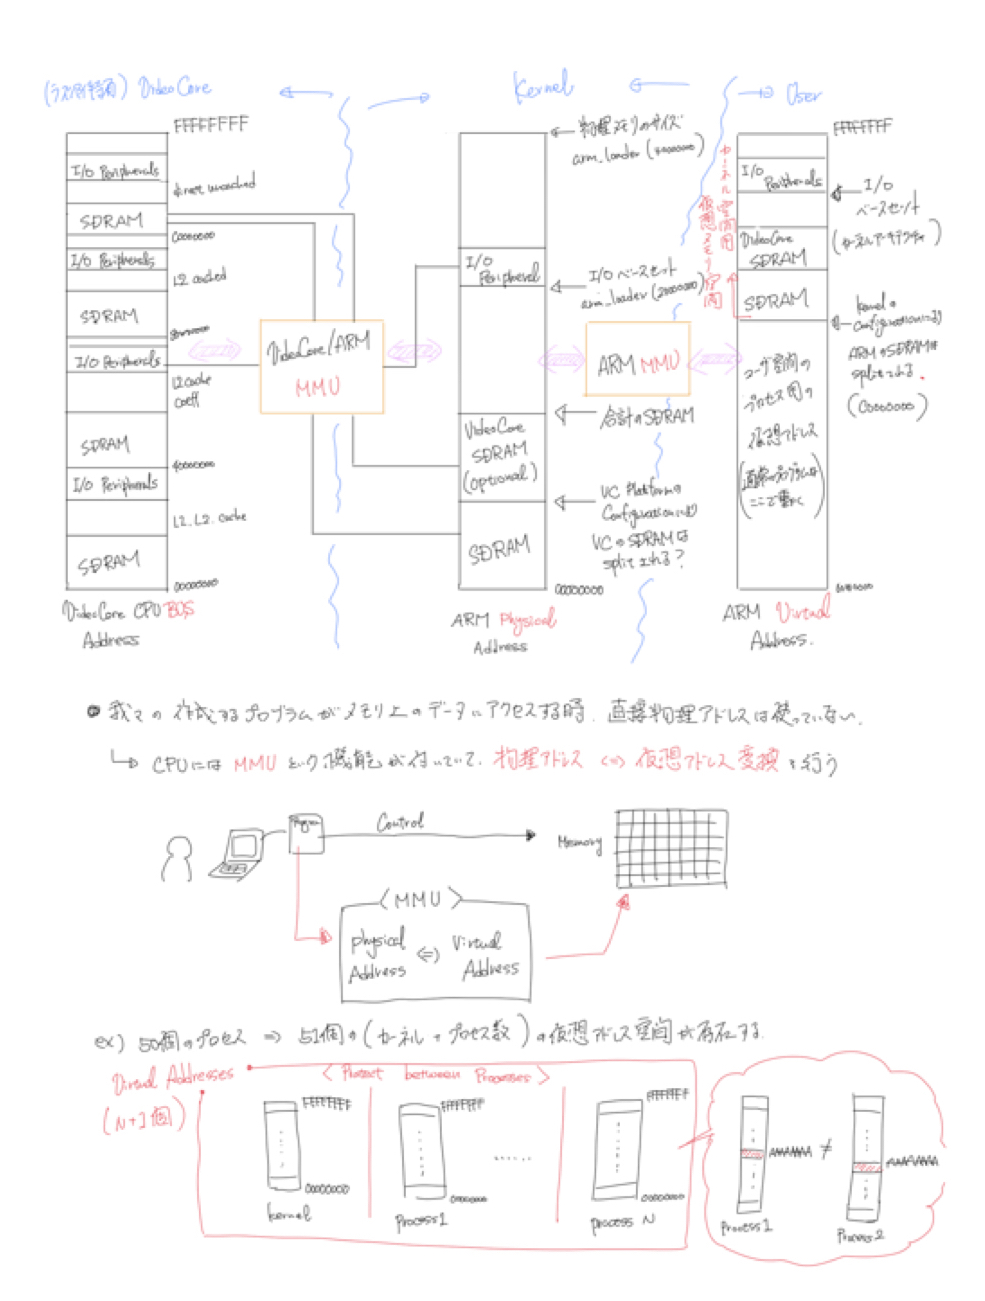 (ラズパイ特有) VideoCore
Kernel
User
FFFFFFFF
I/O Peripherals
SDRAM
C0000000
I/O Peripherals
L2 cached
SDRAM
I/O Peripherals
L2 cache
coeff
SDRAM
40000000
I/O Peripherals
L2. L2. cache
SDRAM
00000000
VideoCore CPU BUS
Address
VideoCore/ARM
MMU
物理メモリのサイズ
arm_loader (40000000)
I/O
Peripheral
I/O ベースセット
arm_loader (20000000)
合計のSDRAM
VideoCore
SDRAM
(optional)
VC Platformの
Configurationにより
VCのSDRAMは
splitされる?
SDRAM
00000000
ARM Physical
Address
ARM MMU
FFFFFFFF
カーネル空間用
仮想メモリ空間
I/O
Peripherals
I/O
ベースセット
(カーネルアーキテクチャ)
VideoCore
SDRAM
SDRAM
kernelの
Configurationにより
ARMのSDRAMは
splitされる.
(C0000000)
ユーザ空間の
プロセス用の
仮想アドレス
(通常のプログラムは
ここで動く)
00000000
ARM Virtual
Address.
我々の作成するプログラムがメモリ上のデータにアクセスする時. 直接物理アドレスは使っていない.
CPUには MMU という機能が付いていて. 物理アドレス <=> 仮想アドレス変換 を行う
Program
Control
Memory
<MMU>
physical
Address
<=>
Virtual
Address
ex) 50個のプロセス => 51個の(カーネル + プロセス数)の仮想アドレス空間が存在する.
Virtual Addresses
(N+1個)
< Protect between Processes >
FFFFFFFF
00000000
kernel
FFFFFFFF
00000000
Process1
......
FFFFFFFF
00000000
process N
AAAAAAAA
≠
AAAAAAAA
Process1
Process2